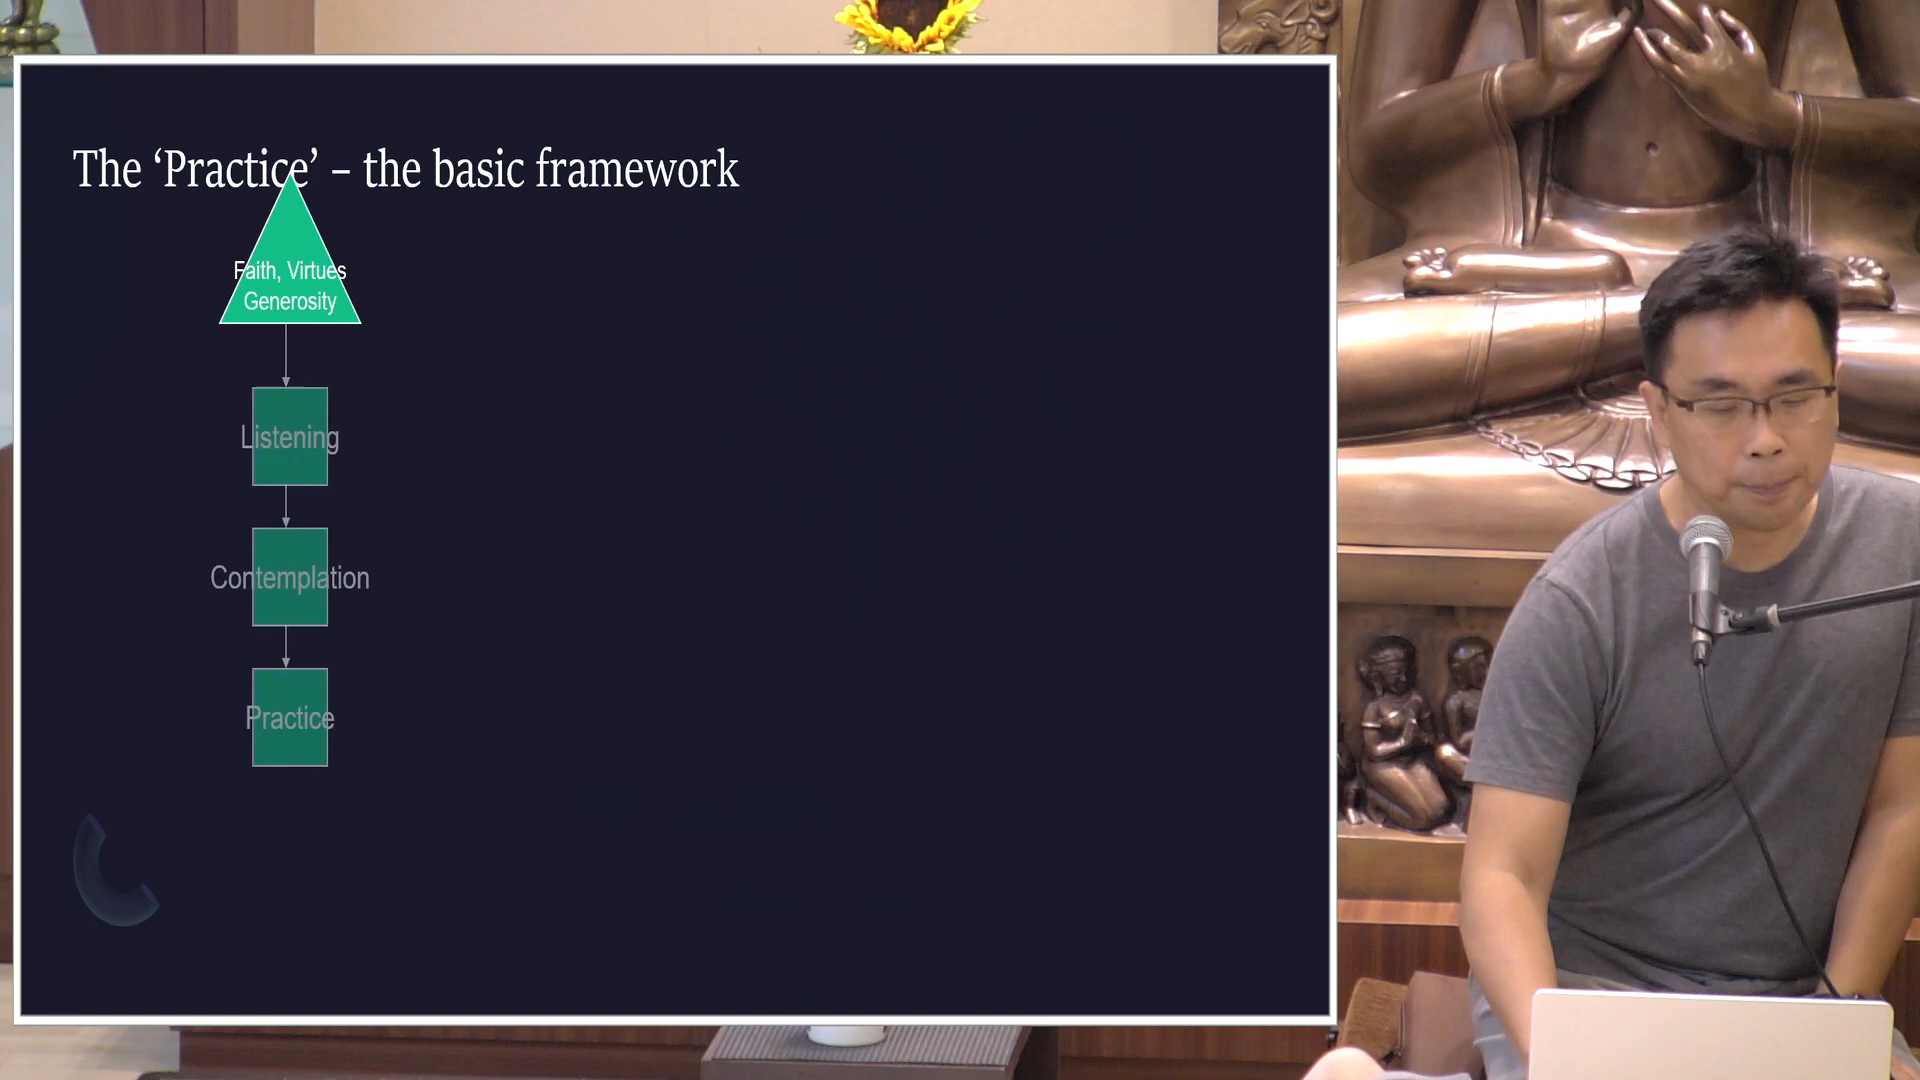 The ‘Practice’ – the basic framework
Faith, Virtues
Generosity
Listening
Contemplation
Practice